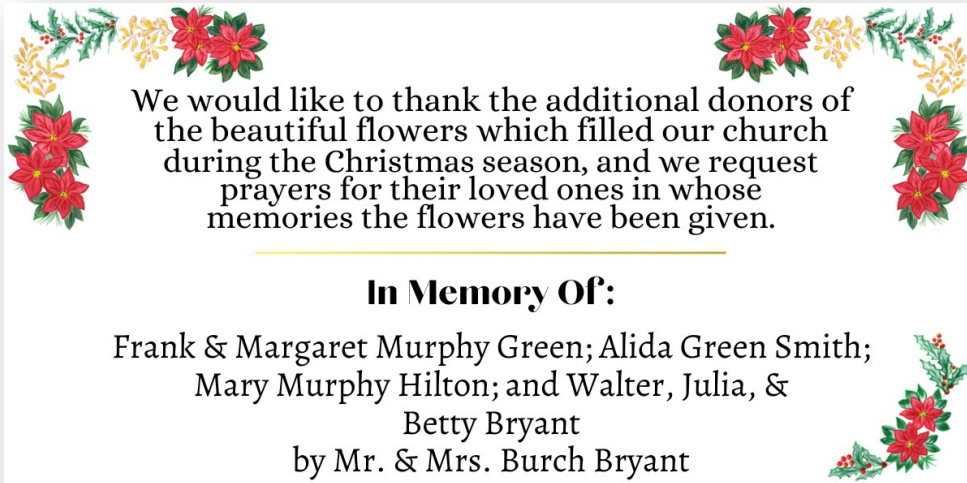 We would like to thank the additional donors of
the beautiful flowers which filled our church
during the Christmas season, and we request
prayers for their loved ones in whose
memories the flowers have been given.
In Memory Of:
Frank & Margaret Murphy Green; Alida Green Smith;
Mary Murphy Hilton; and Walter, Julia, &
Betty Bryant
by Mr. & Mrs. Burch Bryant